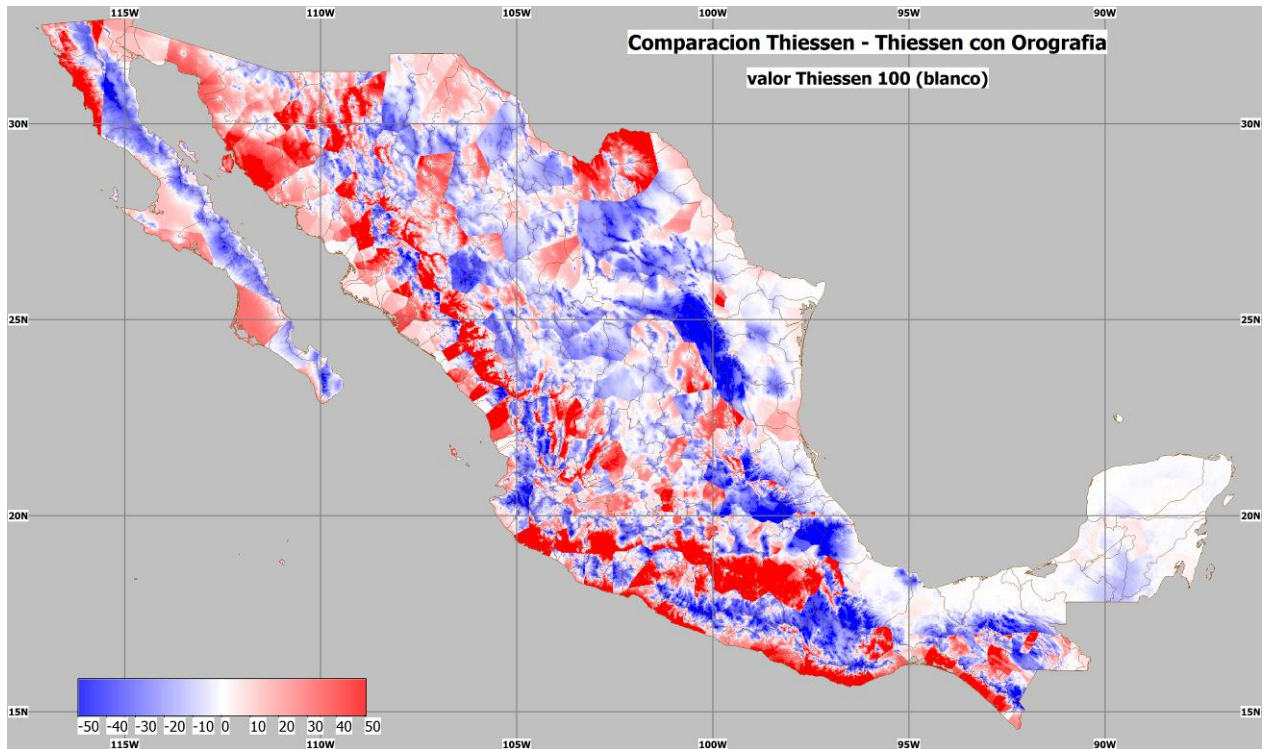 115W 110W 105W 100W 95W 90W
Comparacion Thiessen - Thiessen con Orografia
valor Thiessen 100 (blanco)
30N 30N
25N 25N
20N 20N
15N 15N
-50 -40 -30 -20 -10 0 10 20 30 40 50
115W 110W 105W 100W 95W 90W